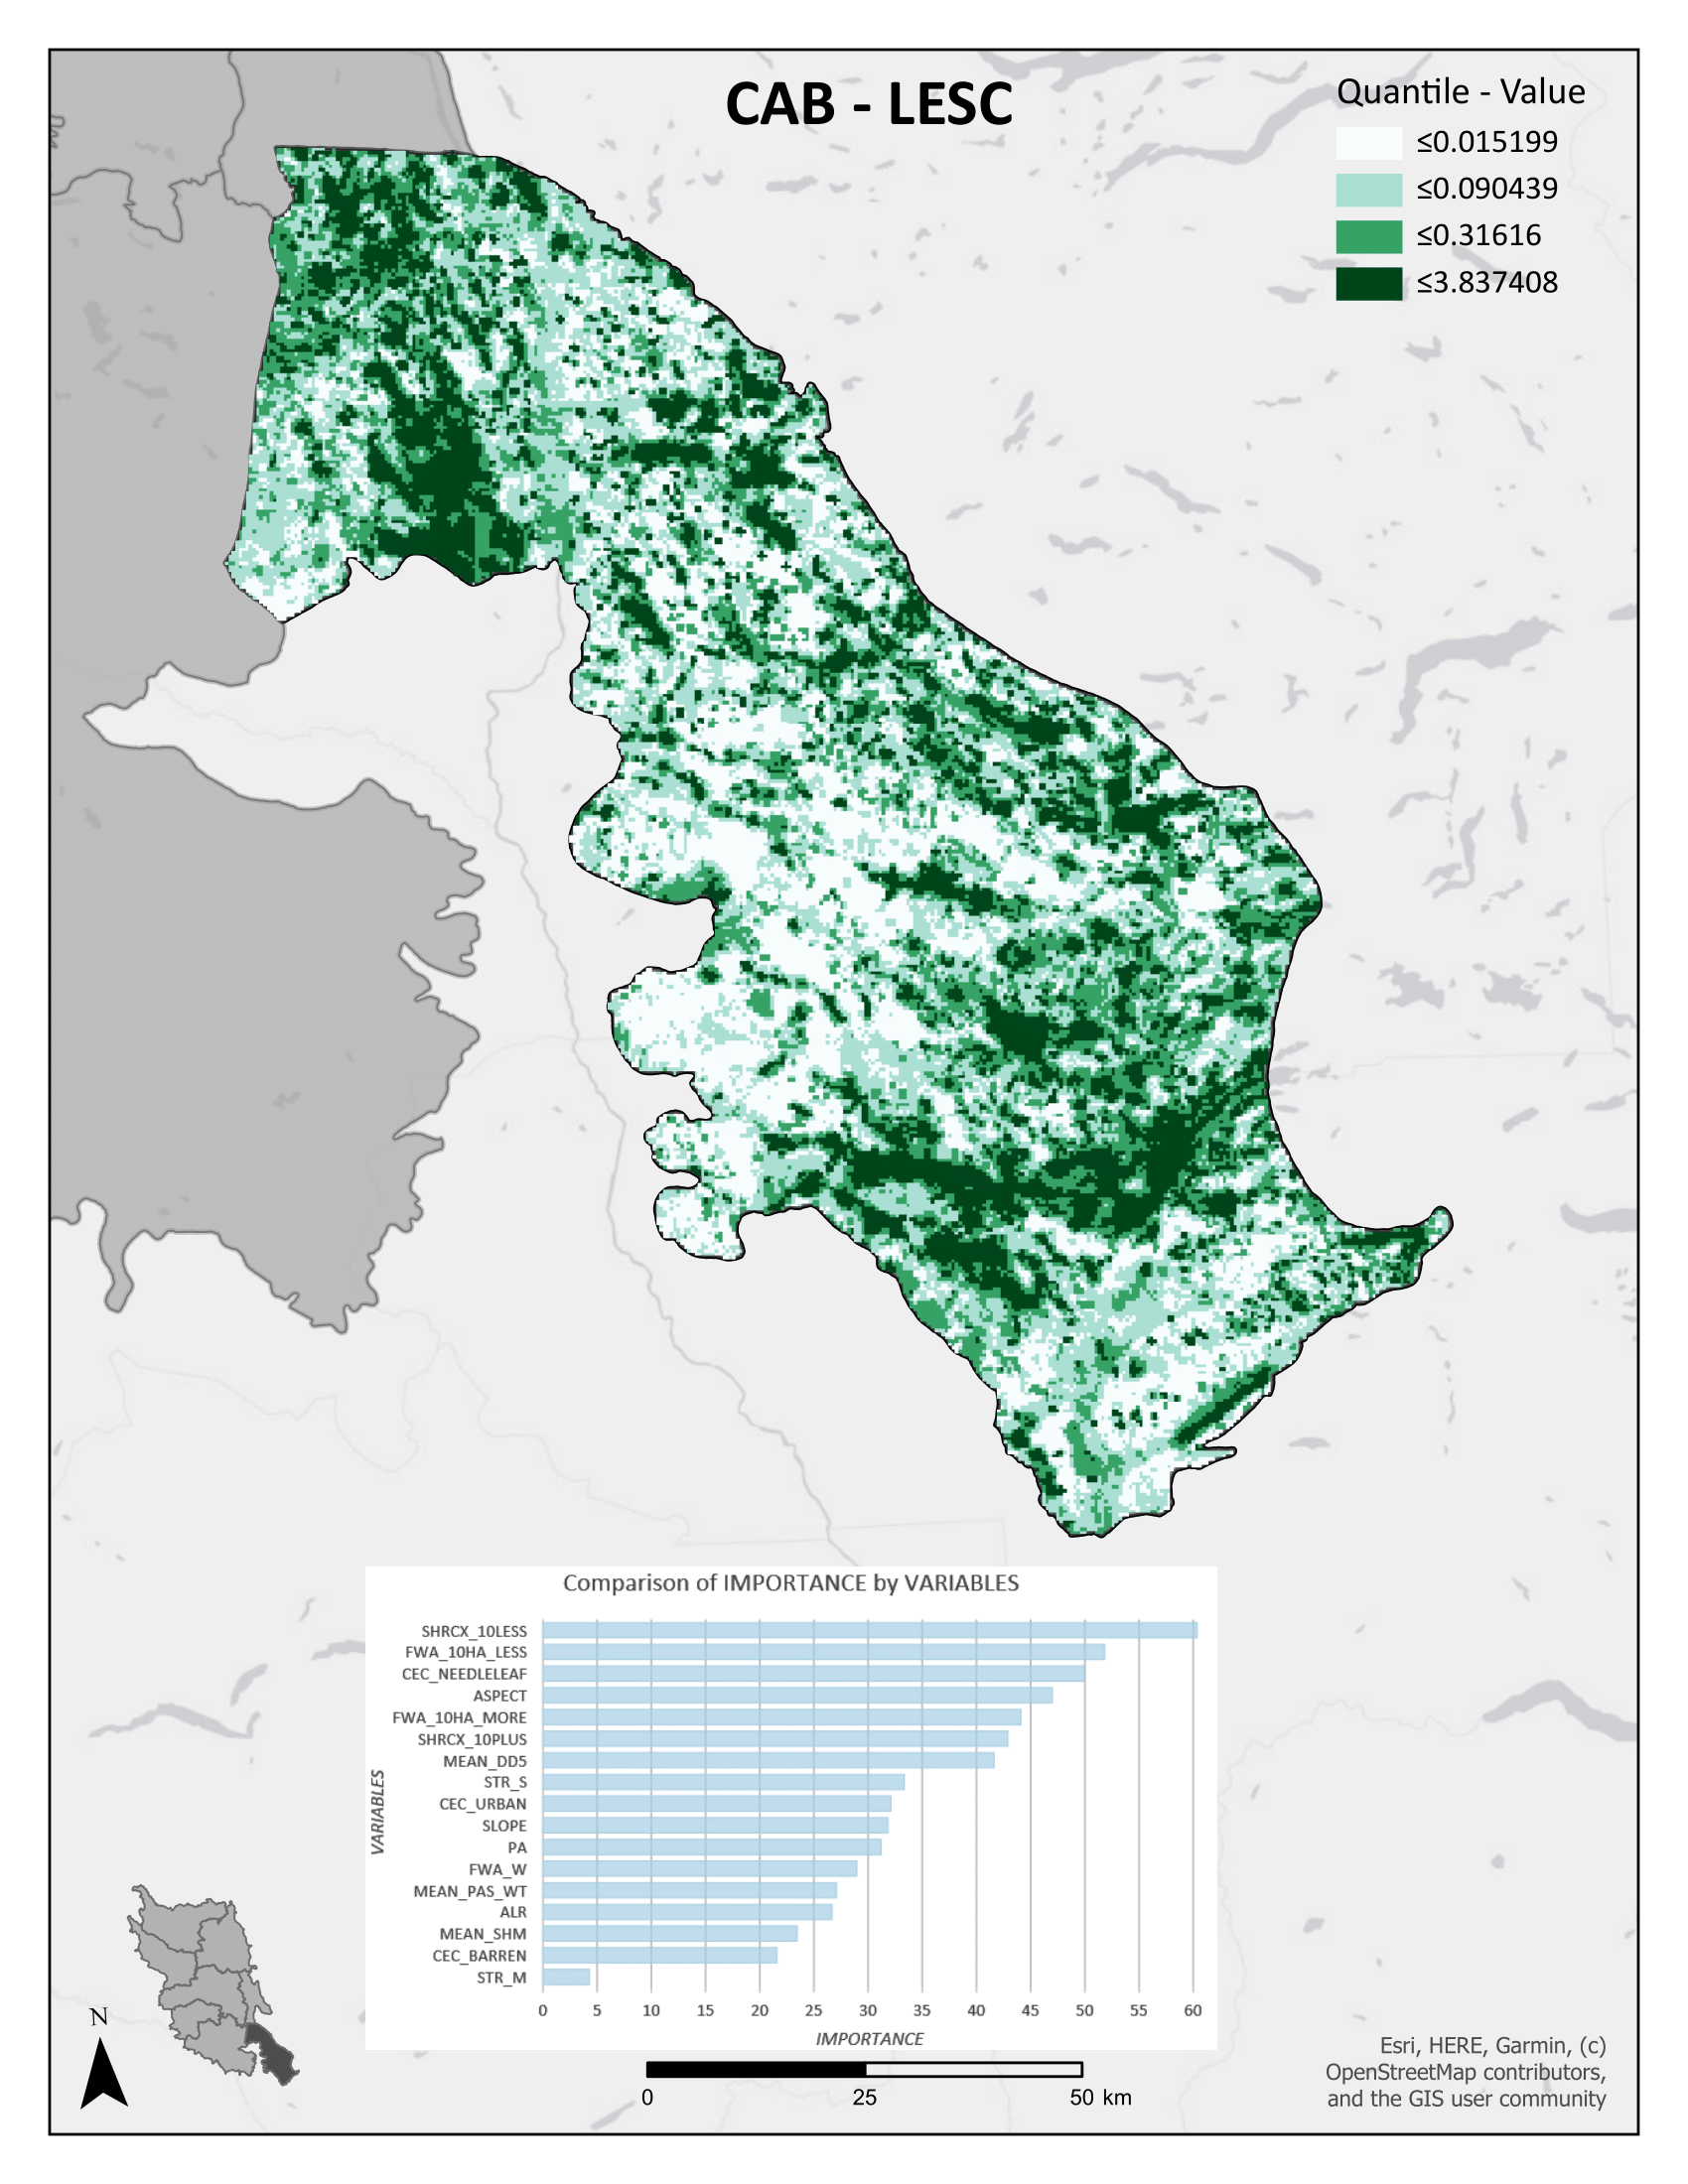 CAB - LESC
Quantile - Value
≤0.015199
≤0.090439
≤0.31616
≤3.837408
Comparison of IMPORTANCE by VARIABLES
VARIABLES
SHRCX_10LESS
FWA_10HA_LESS
CEC_NEEDLELEAF
ASPECT
FWA_10HA_MORE
SHRCX_10PLUS
MEAN_DD5
STR_S
CEC_URBAN
SLOPE
PA
FWA_W
MEAN_PAS_WT
ALR
MEAN_SHM
CEC_BARREN
STR_M
0 5 10 15 20 25 30 35 40 45 50 55 60
IMPORTANCE
N
0 25 50 km
Esri, HERE, Garmin, (c)
OpenStreetMap contributors,
and the GIS user community